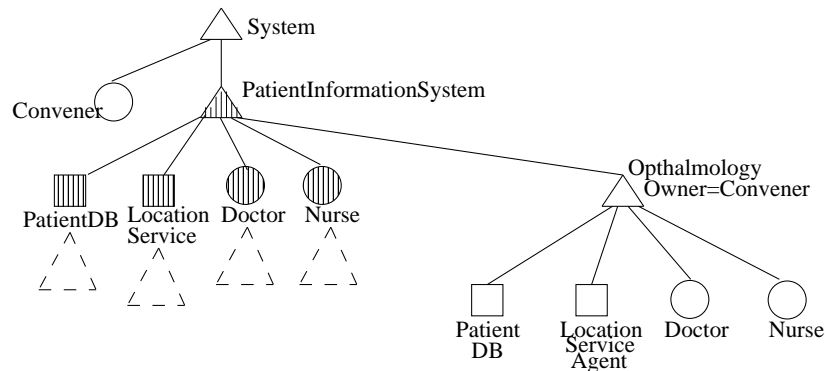 System
PatientInformationSystem
Convener
Opthalmology
Owner=Convener
PatientDB
Location
Service
Doctor
Nurse
Patient
DB
Location
Service
Agent
Doctor
Nurse